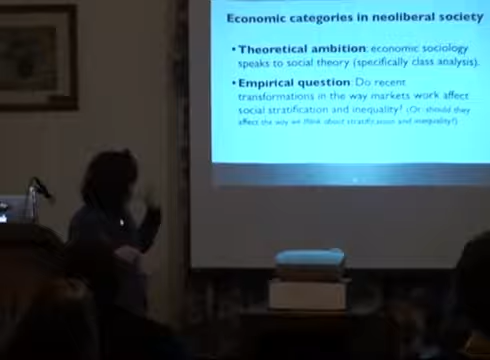 Economic categories in neoliberal society
• Theoretical ambition: economic sociology
speaks to social theory (specifically class analysis).
• Empirical question: Do recent
transformations in the way markets work affect
social stratification and inequality? (Or should they
affect the way we think about stratification and inequality?)